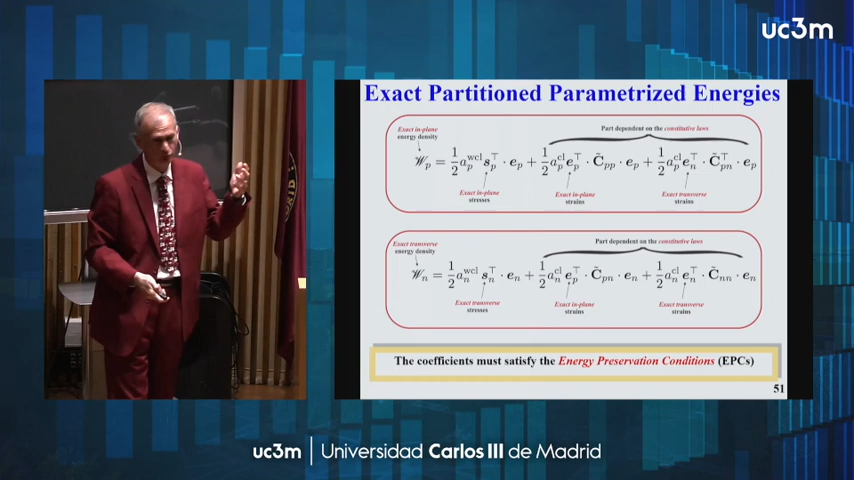 uc3m
Exact Partitioned Parametrized Energies
Exact in-plane
energy density
Part dependent on the constitutive laws
𝒲_p = 1/2 a_p^wcl s_p^⊤ · e_p + 1/2 a_p^cl e_p^⊤ · C̃_pp · e_p + 1/2 a_p^cl e_n^⊤ · C̃_pn^⊤ · e_p
Exact in-plane
stresses
Exact in-plane
strains
Exact transverse
strains
Exact transverse
energy density
Part dependent on the constitutive laws
𝒲_n = 1/2 a_n^wcl s_n^⊤ · e_n + 1/2 a_n^cl e_p^⊤ · C̃_pn · e_n + 1/2 a_n^cl e_n^⊤ · C̃_nn · e_n
Exact transverse
stresses
Exact in-plane
strains
Exact transverse
strains
The coefficients must satisfy the Energy Preservation Conditions (EPCs)
51
uc3m | Universidad Carlos III de Madrid